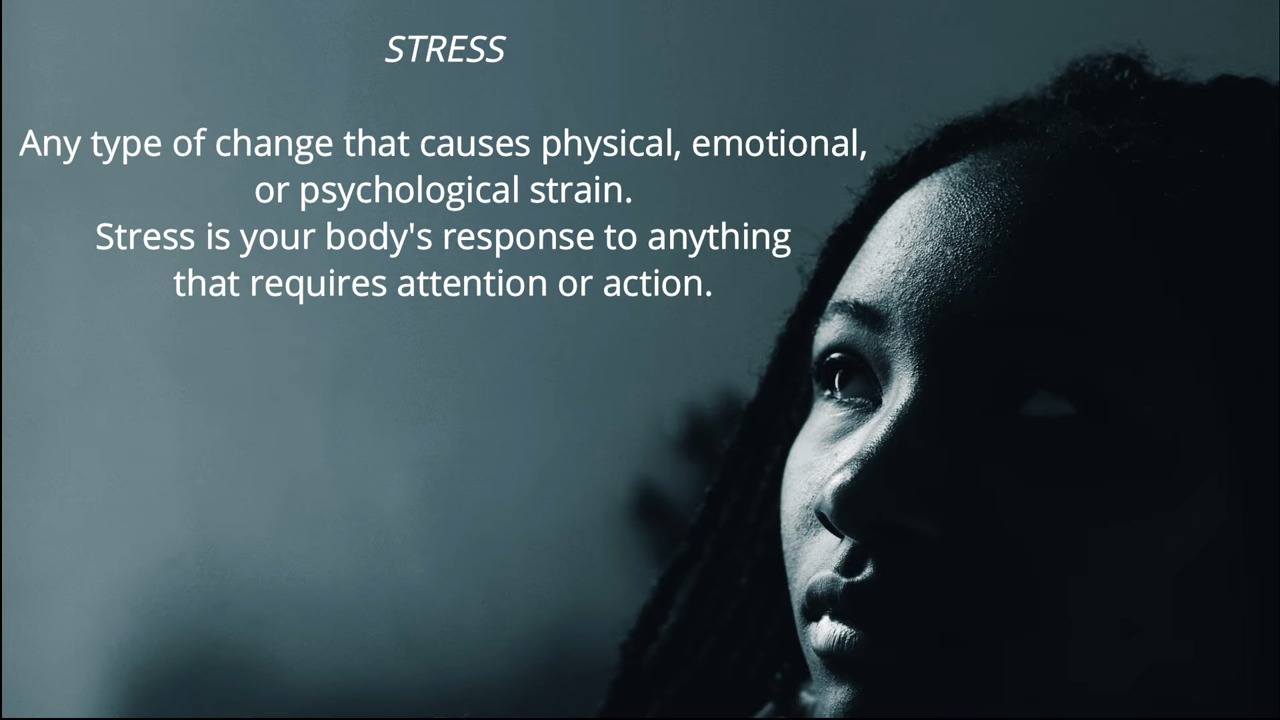 STRESS
Any type of change that causes physical, emotional,
or psychological strain.
Stress is your body's response to anything
that requires attention or action.